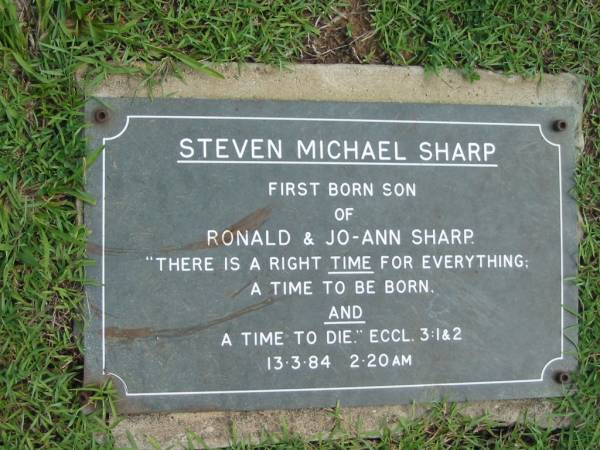 STEVEN MICHAEL SHARP
FIRST BORN SON
OF
RONALD & JO-ANN SHARP.
"THERE IS A RIGHT TIME FOR EVERYTHING;
A TIME TO BE BORN.
AND
A TIME TO DIE." ECCL. 3:1&2
13·3·84 2·20AM